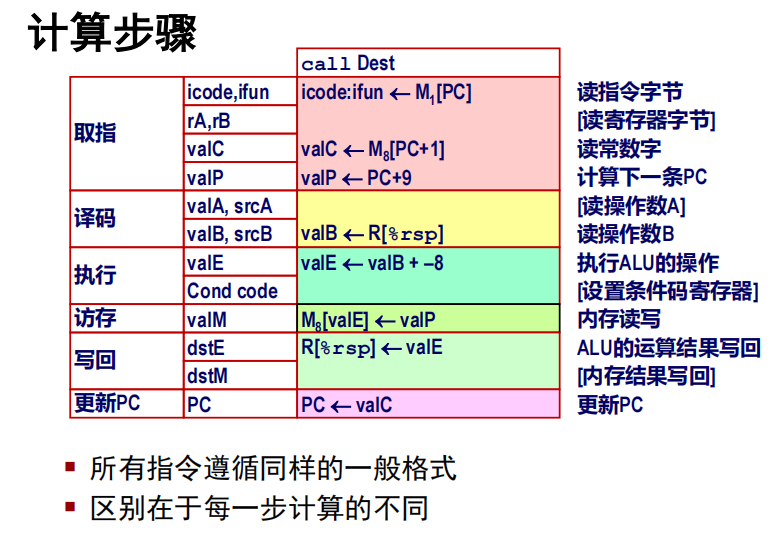 计算步骤
call Dest
取指 icode,ifun icode:ifun ← M1[PC] 读指令字节
rA,rB [读寄存器字节]
valC valC ← M8[PC+1] 读常数字
valP valP ← PC+9 计算下一条PC
译码 valA, srcA [读操作数A]
valB, srcB valB ← R[%rsp] 读操作数B
执行 valE valE ← valB + –8 执行ALU的操作
Cond code [设置条件码寄存器]
访存 valM M8[valE] ← valP 内存读写
写回 dstE R[%rsp] ← valE ALU的运算结果写回
dstM [内存结果写回]
更新PC PC PC ← valC 更新PC
▪ 所有指令遵循同样的一般格式
▪ 区别在于每一步计算的不同